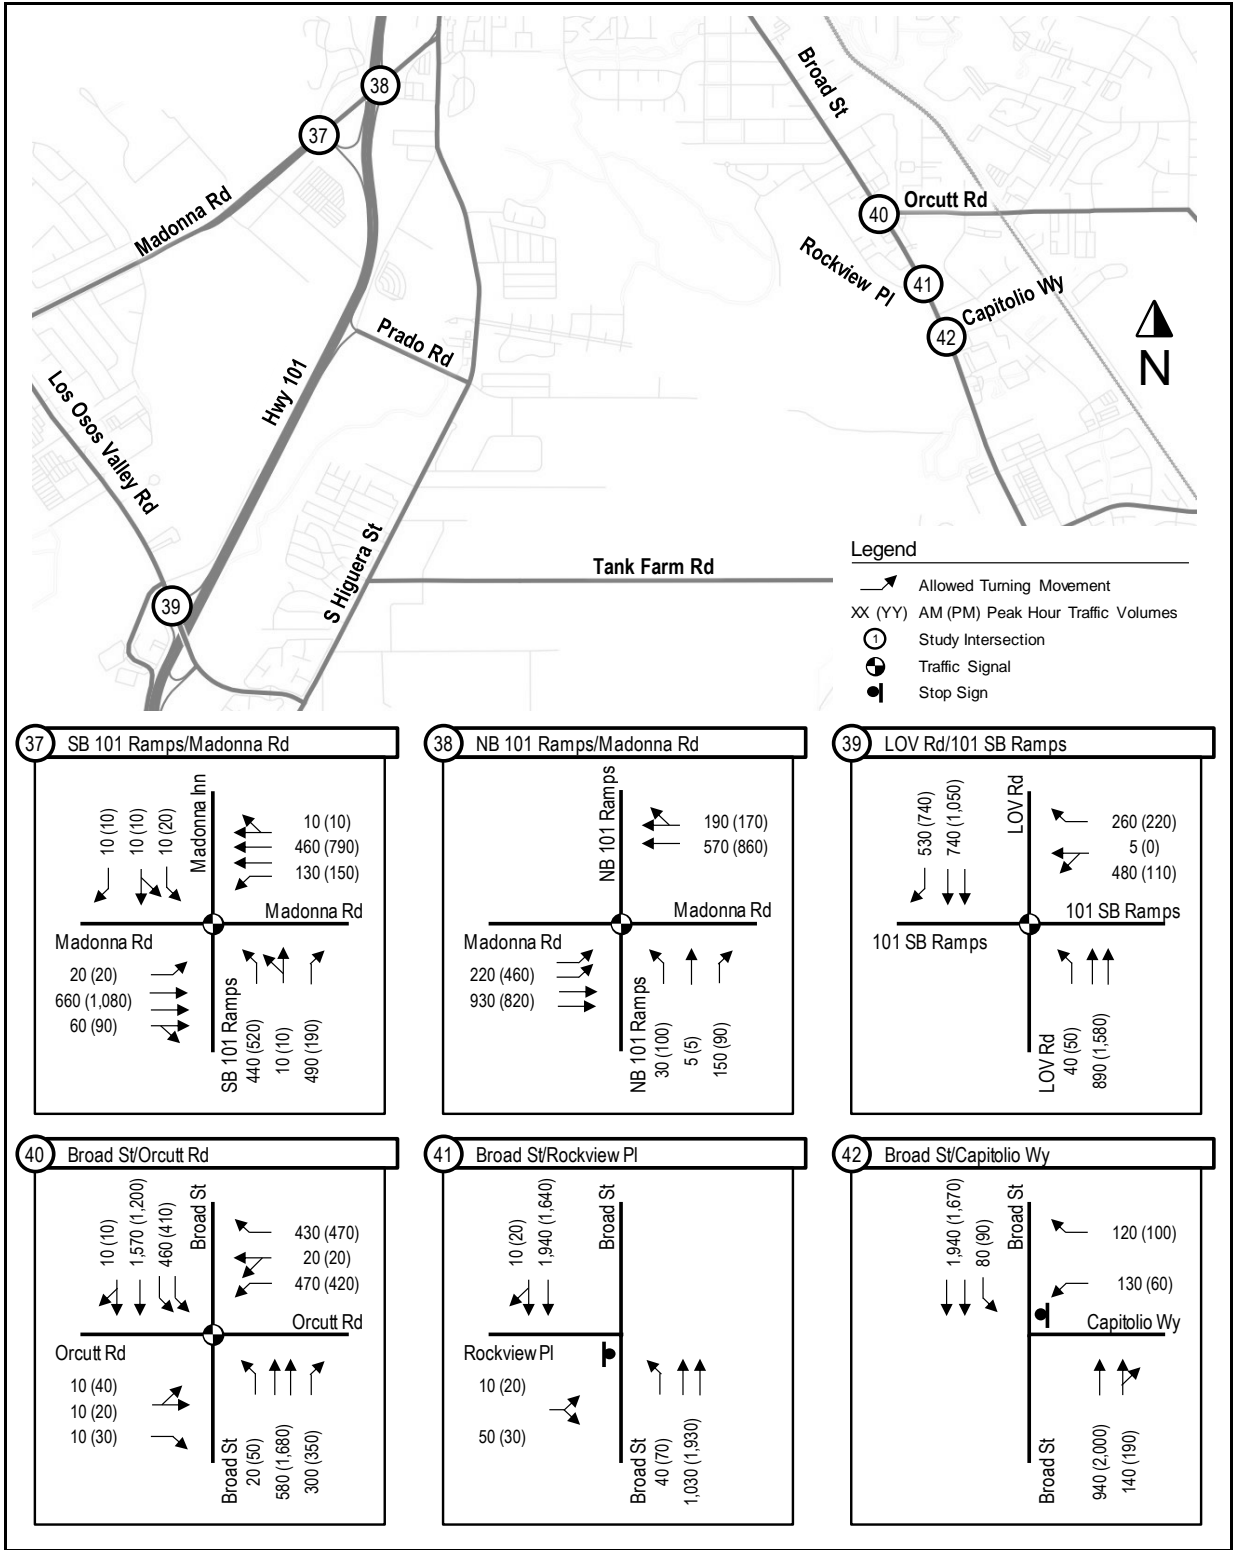 38
37
Broad St
Madonna Rd
Orcutt Rd
40
Rockview Pl
41
Capitolio Wy
42
N
Prado Rd
Hwy 101
Los Osos Valley Rd
S Higuera St
Tank Farm Rd
39
Legend
Allowed Turning Movement
XX (YY) AM (PM) Peak Hour Traffic Volumes
1 Study Intersection
Traffic Signal
Stop Sign
37 SB 101 Ramps/Madonna Rd
10 (10)
10 (10)
10 (20)
Madonna Inn
10 (10)
460 (790)
130 (150)
Madonna Rd
Madonna Rd
20 (20)
660 (1,080)
60 (90)
SB 101 Ramps
440 (520)
10 (10)
490 (190)
38 NB 101 Ramps/Madonna Rd
NB 101 Ramps
190 (170)
570 (860)
Madonna Rd
Madonna Rd
220 (460)
930 (820)
NB 101 Ramps
30 (100)
5 (5)
150 (90)
39 LOV Rd/101 SB Ramps
530 (740)
740 (1,050)
LOV Rd
260 (220)
5 (0)
480 (110)
101 SB Ramps
101 SB Ramps
LOV Rd
40 (50)
890 (1,580)
40 Broad St/Orcutt Rd
10 (10)
1,570 (1,200)
460 (410)
Broad St
430 (470)
20 (20)
470 (420)
Orcutt Rd
Orcutt Rd
10 (40)
10 (20)
10 (30)
Broad St
20 (50)
580 (1,680)
300 (350)
41 Broad St/Rockview Pl
10 (20)
1,940 (1,640)
Broad St
Rockview Pl
10 (20)
50 (30)
Broad St
40 (70)
1,030 (1,930)
42 Broad St/Capitolio Wy
1,940 (1,670)
80 (90)
Broad St
120 (100)
130 (60)
Capitolio Wy
Broad St
940 (2,000)
140 (190)